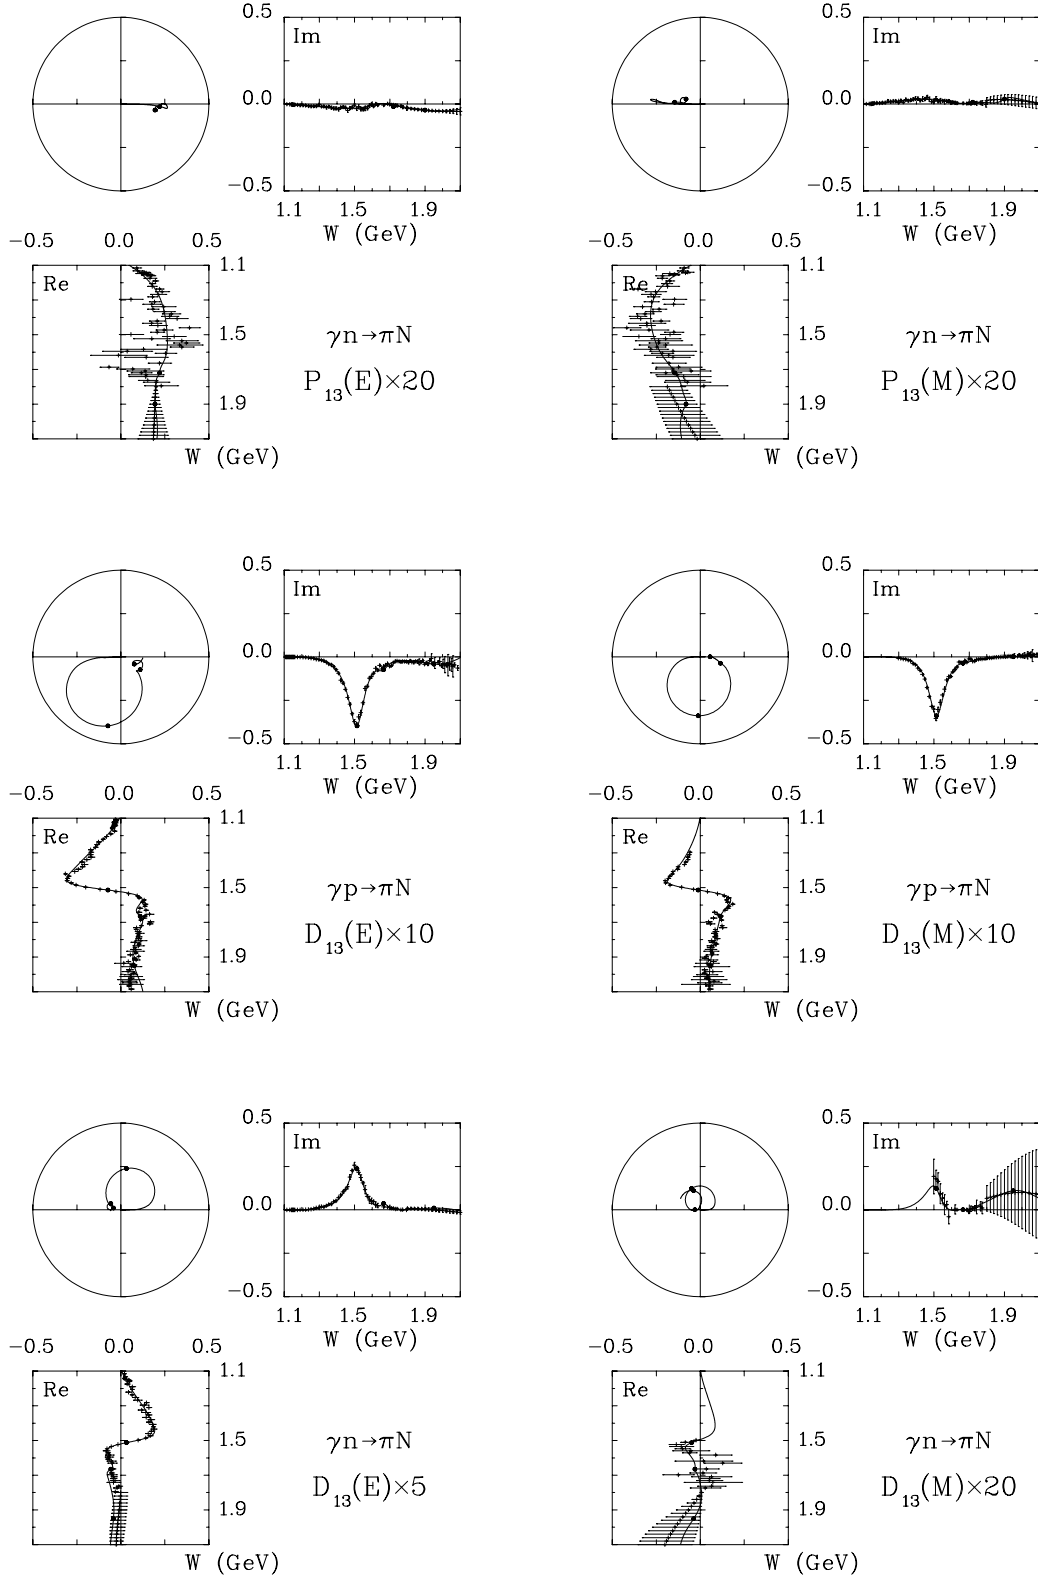 0.5
Im
0.0
−0.5
1.1 1.5 1.9
W (GeV)
−0.5 0.0 0.5
Re
1.1
1.5
1.9
W (GeV)
γn→πN
P13(E)×20
0.5
Im
0.0
−0.5
1.1 1.5 1.9
W (GeV)
−0.5 0.0 0.5
Re
1.1
1.5
1.9
W (GeV)
γn→πN
P13(M)×20
0.5
Im
0.0
−0.5
1.1 1.5 1.9
W (GeV)
−0.5 0.0 0.5
Re
1.1
1.5
1.9
W (GeV)
γp→πN
D13(E)×10
0.5
Im
0.0
−0.5
1.1 1.5 1.9
W (GeV)
−0.5 0.0 0.5
Re
1.1
1.5
1.9
W (GeV)
γp→πN
D13(M)×10
0.5
Im
0.0
−0.5
1.1 1.5 1.9
W (GeV)
−0.5 0.0 0.5
Re
1.1
1.5
1.9
W (GeV)
γn→πN
D13(E)×5
0.5
Im
0.0
−0.5
1.1 1.5 1.9
W (GeV)
−0.5 0.0 0.5
Re
1.1
1.5
1.9
W (GeV)
γn→πN
D13(M)×20